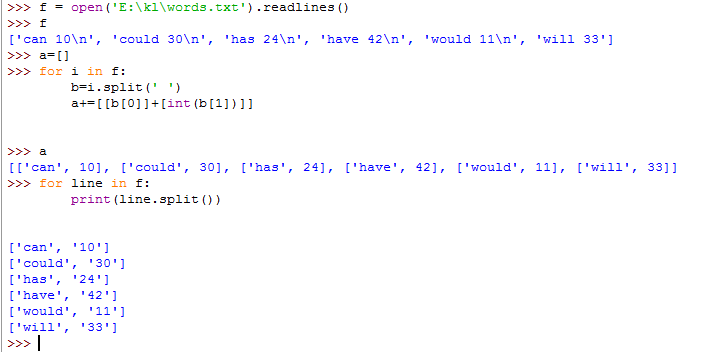 >>> f = open('E:\kl\words.txt').readlines()
>>> f
['can 10\n', 'could 30\n', 'has 24\n', 'have 42\n', 'would 11\n', 'will 33']
>>> a=[]
>>> for i in f:
        b=i.split(' ')
        a+=[[b[0]]+[int(b[1])]]
>>> a
[['can', 10], ['could', 30], ['has', 24], ['have', 42], ['would', 11], ['will', 33]]
>>> for line in f:
        print(line.split())
['can', '10']
['could', '30']
['has', '24']
['have', '42']
['would', '11']
['will', '33']
>>>